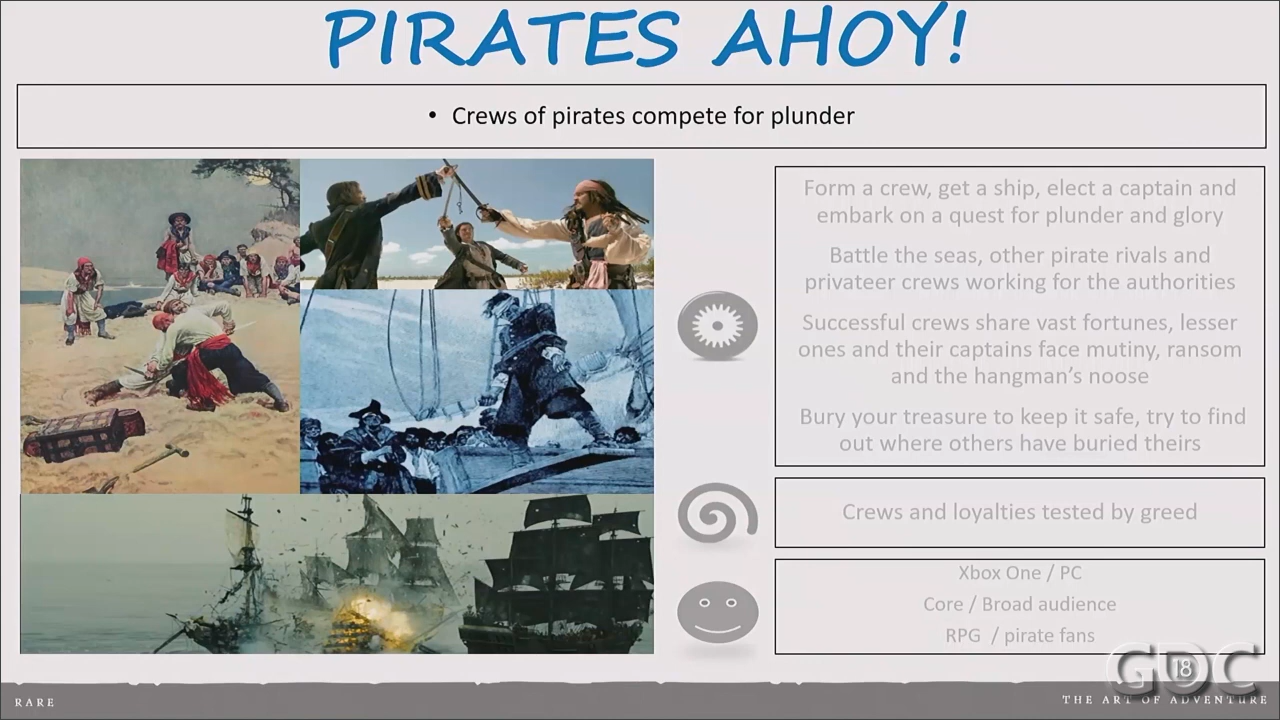 PIRATES AHOY!
• Crews of pirates compete for plunder
Form a crew, get a ship, elect a captain and
embark on a quest for plunder and glory
Battle the seas, other pirate rivals and
privateer crews working for the authorities
Successful crews share vast fortunes, lesser
ones and their captains face mutiny, ransom
and the hangman’s noose
Bury your treasure to keep it safe, try to find
out where others have buried theirs
Crews and loyalties tested by greed
Xbox One / PC
Core / Broad audience
RPG / pirate fans
GDC 18
RARE
THE ART OF ADVENTURE